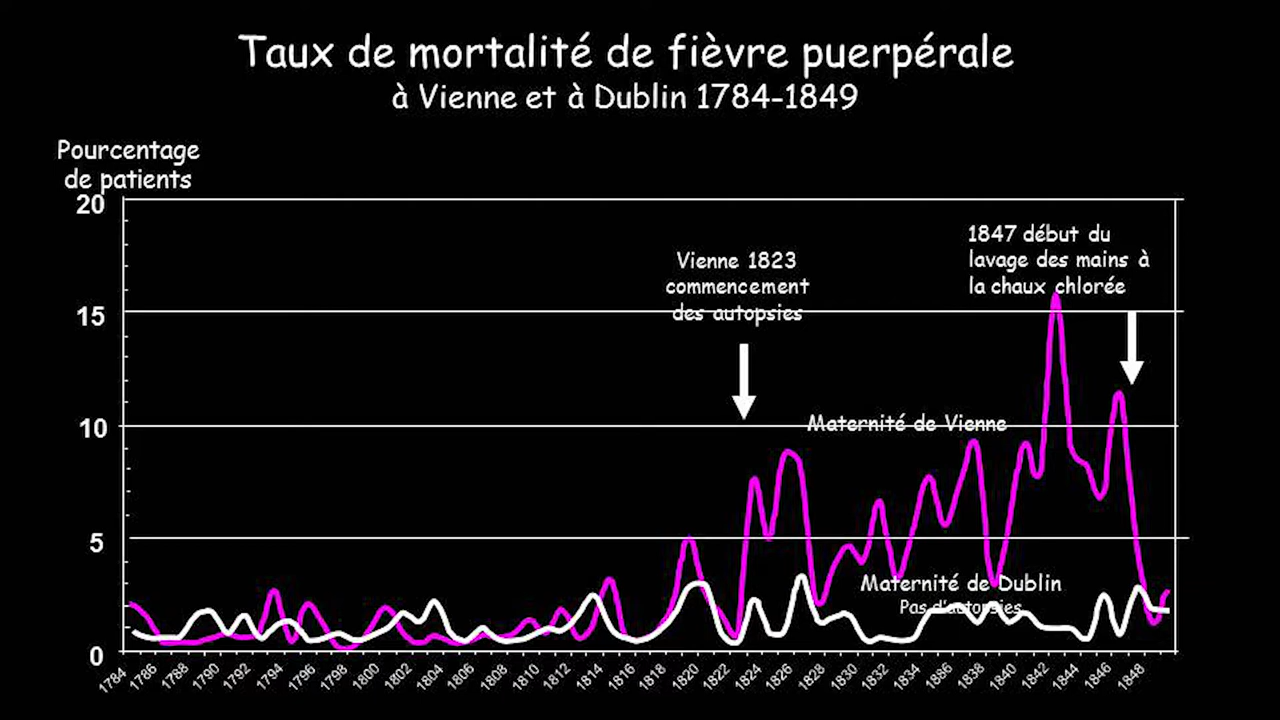 Taux de mortalité de fièvre puerpérale
à Vienne et à Dublin 1784-1849
Pourcentage
de patients
20
15
10
5
0
Vienne 1823
commencement
des autopsies
1847 début du
lavage des mains à
la chaux chlorée
Maternité de Vienne
Maternité de Dublin
Pas d'autopsies
1784 1786 1788 1790 1792 1794 1796 1798 1800 1802 1804 1806 1808 1810 1812 1814 1816 1818 1820 1822 1824 1826 1828 1830 1832 1834 1886 1838 1840 1842 1844 1846 1848